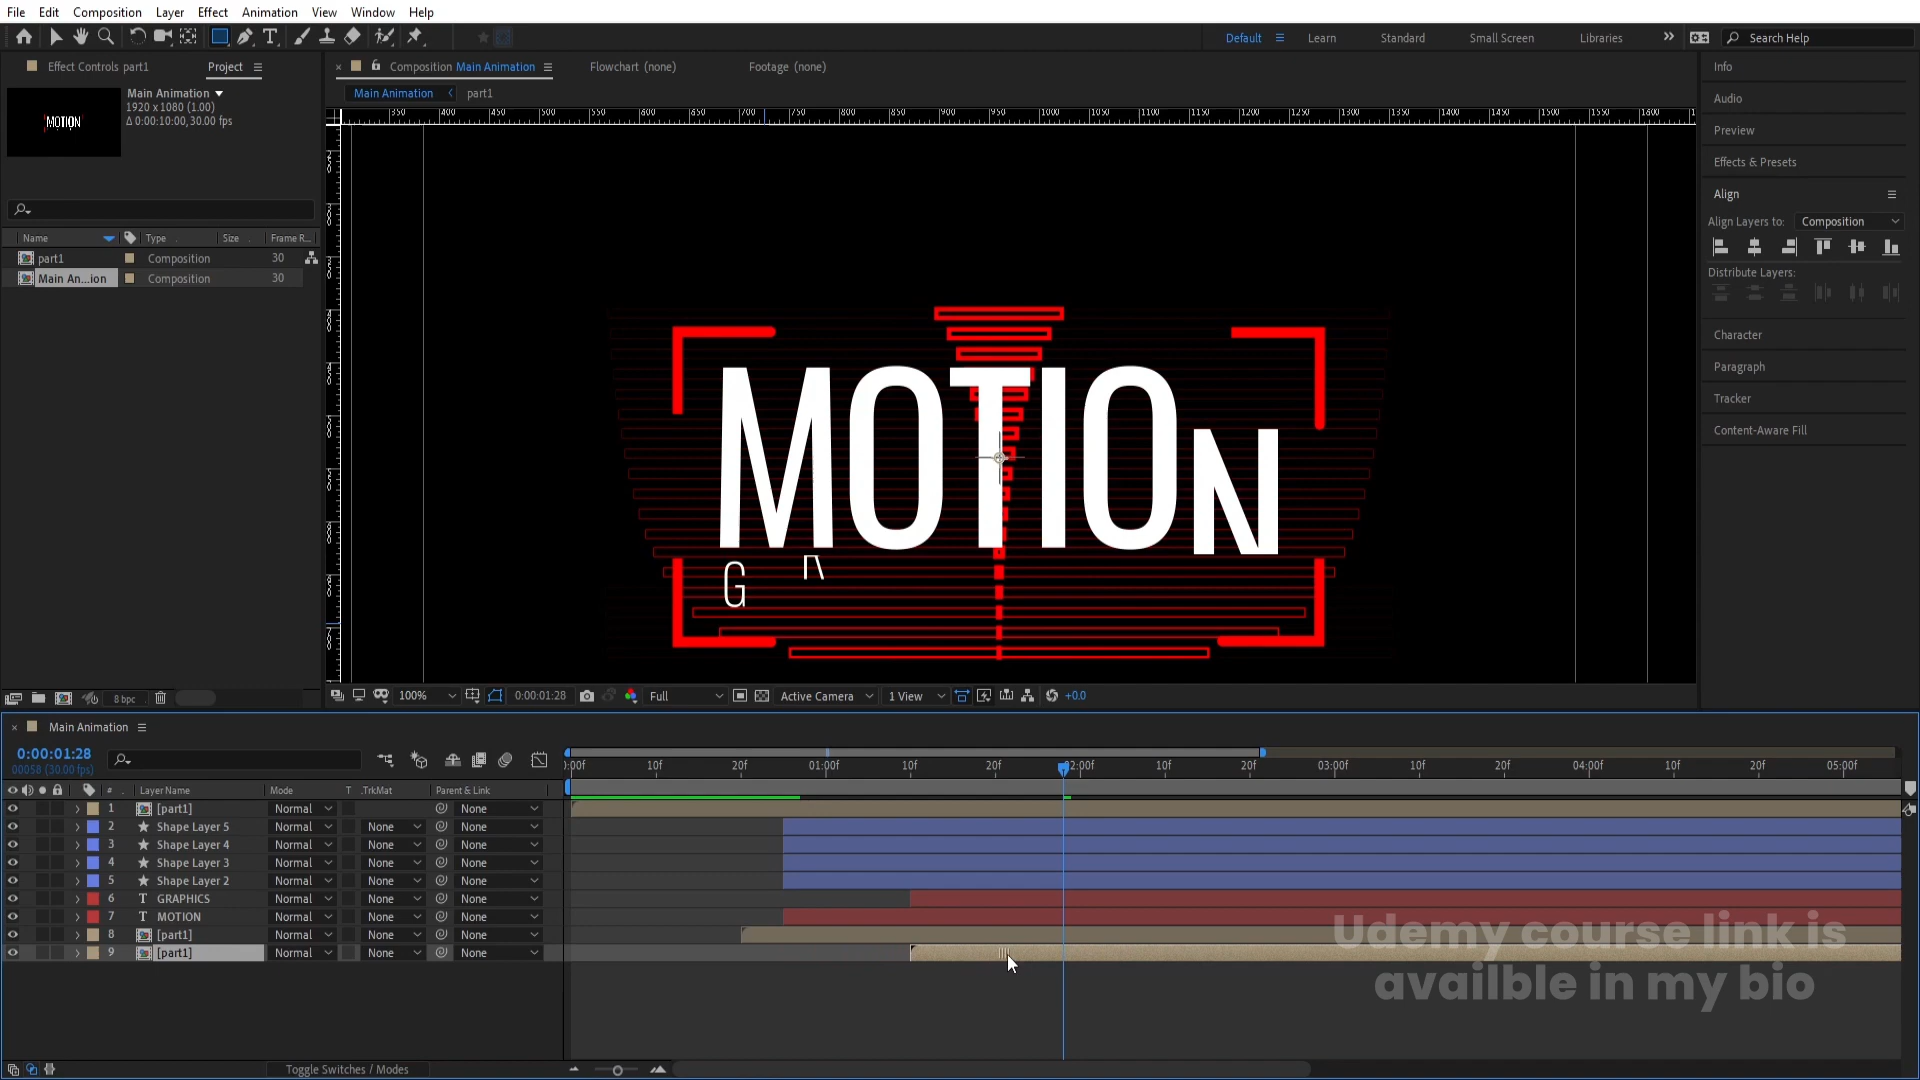 File Edit Composition Layer Effect Animation View Window Help
Default Learn Standard Small Screen Libraries Search Help
Effect Controls part1 Project
Composition Main Animation Flowchart (none) Footage (none)
Main Animation part1
Main Animation
1920 x 1080 (1.00)
Δ 0:00:10:00, 30.00 fps
MOTION
350 400 450 500 550 600 650 700 750 800 850 900 950 1000 1050 1100 1150 1200 1250 1300 1350 1400 1450 1500 1550 1600
Name Type Size Frame R...
part1 Composition 30
Main An...ion Composition 30
MOTION
G R
Info
Audio
Preview
Effects & Presets
Align
Align Layers to: Composition
Distribute Layers:
Character
Paragraph
Tracker
Content-Aware Fill
8 bpc
100% 0:00:01:28 Full Active Camera 1 View +0.0
Main Animation
0:00:01:28
00058 (30.00 fps)
):00f 10f 20f 01:00f 10f 20f 02:00f 10f 20f 03:00f 10f 20f 04:00f 10f 20f 05:00f
# Layer Name Mode T .TrkMat Parent & Link
1 [part1] Normal None
2 Shape Layer 5 Normal None None
3 Shape Layer 4 Normal None None
4 Shape Layer 3 Normal None None
5 Shape Layer 2 Normal None None
6 GRAPHICS Normal None None
7 MOTION Normal None None
8 [part1] Normal None None
9 [part1] Normal None None
Udemy course link is
availble in my bio
Toggle Switches / Modes